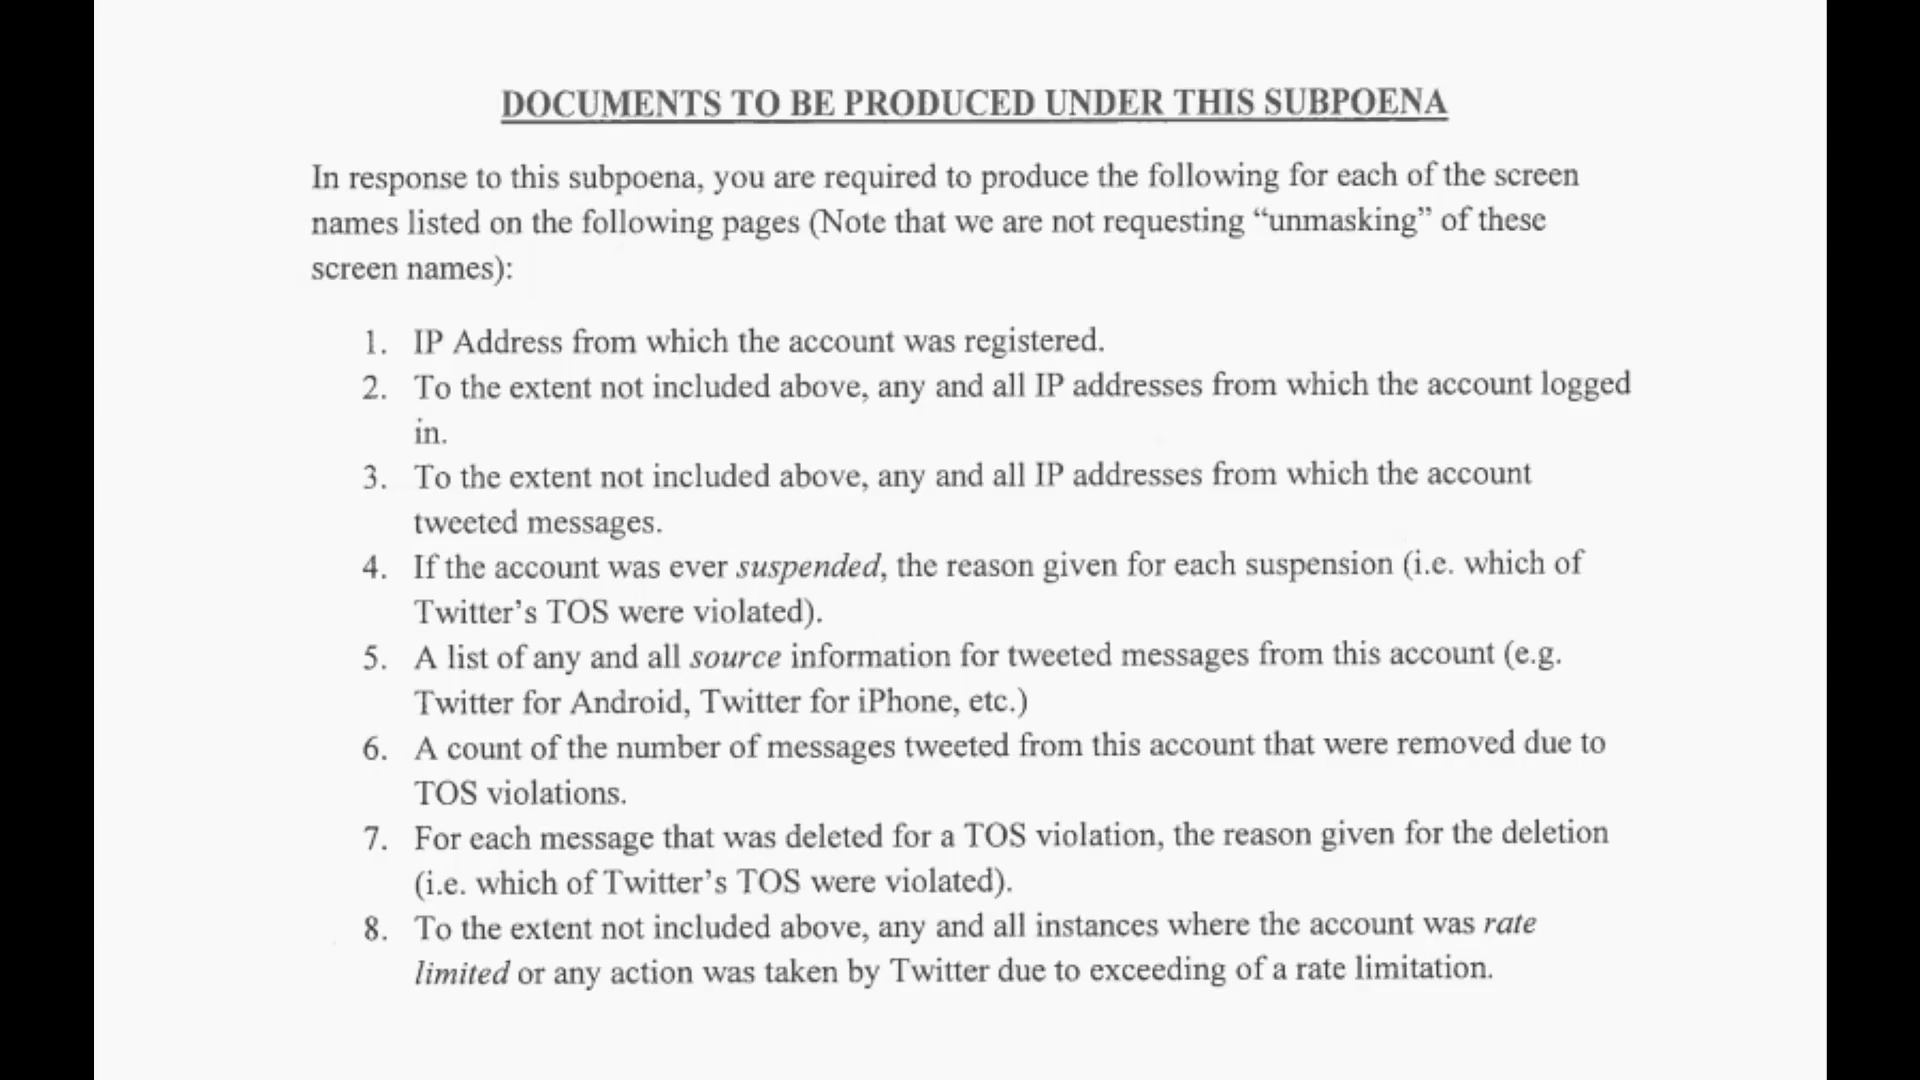 DOCUMENTS TO BE PRODUCED UNDER THIS SUBPOENA
In response to this subpoena, you are required to produce the following for each of the screen
names listed on the following pages (Note that we are not requesting “unmasking” of these
screen names):
1. IP Address from which the account was registered.
2. To the extent not included above, any and all IP addresses from which the account logged
in.
3. To the extent not included above, any and all IP addresses from which the account
tweeted messages.
4. If the account was ever suspended, the reason given for each suspension (i.e. which of
Twitter’s TOS were violated).
5. A list of any and all source information for tweeted messages from this account (e.g.
Twitter for Android, Twitter for iPhone, etc.)
6. A count of the number of messages tweeted from this account that were removed due to
TOS violations.
7. For each message that was deleted for a TOS violation, the reason given for the deletion
(i.e. which of Twitter’s TOS were violated).
8. To the extent not included above, any and all instances where the account was rate
limited or any action was taken by Twitter due to exceeding of a rate limitation.